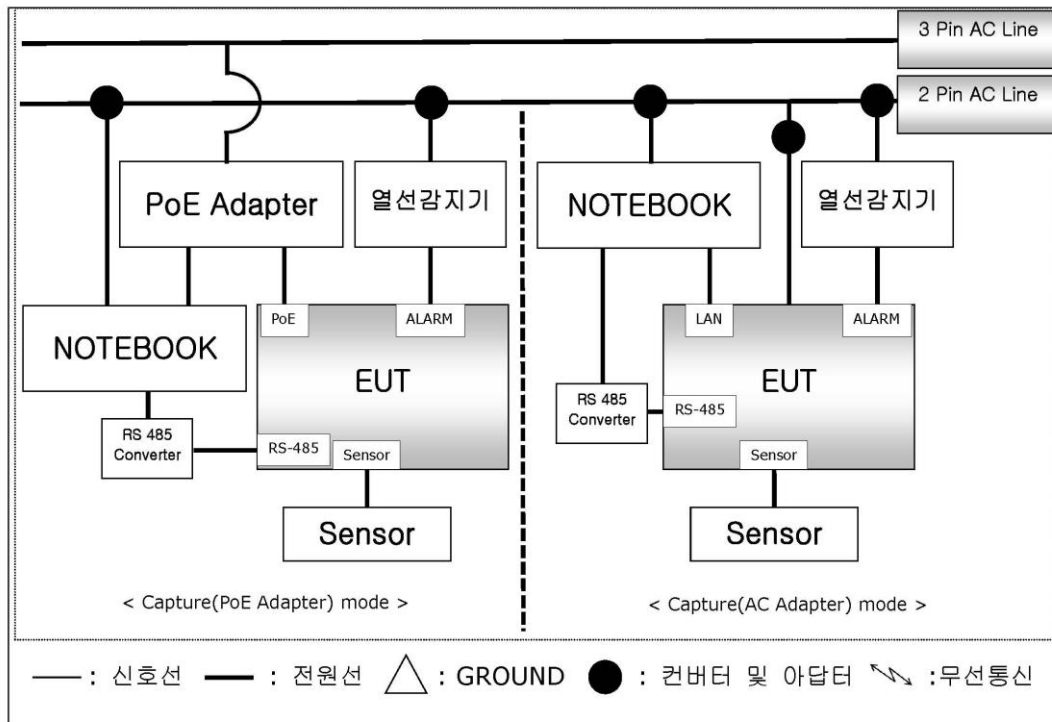 3 Pin AC Line
2 Pin AC Line
PoE Adapter
열선감지기
NOTEBOOK
열선감지기
PoE
ALARM
LAN
ALARM
NOTEBOOK
EUT
EUT
RS 485
Converter
RS-485
RS 485
Converter
RS-485
Sensor
Sensor
Sensor
Sensor
< Capture(PoE Adapter) mode >
< Capture(AC Adapter) mode >
: 신호선 : 전원선 : GROUND : 컨버터 및 아답터 :무선통신